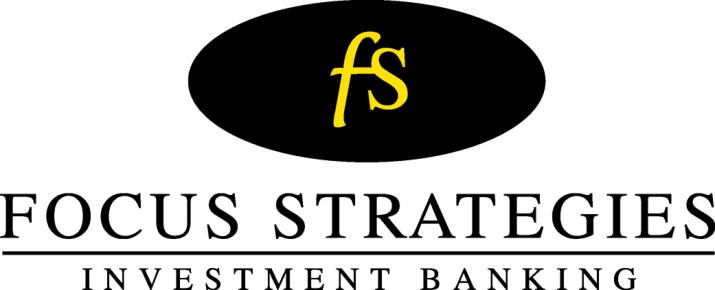 fs
FOCUS STRATEGIES
INVESTMENT BANKING